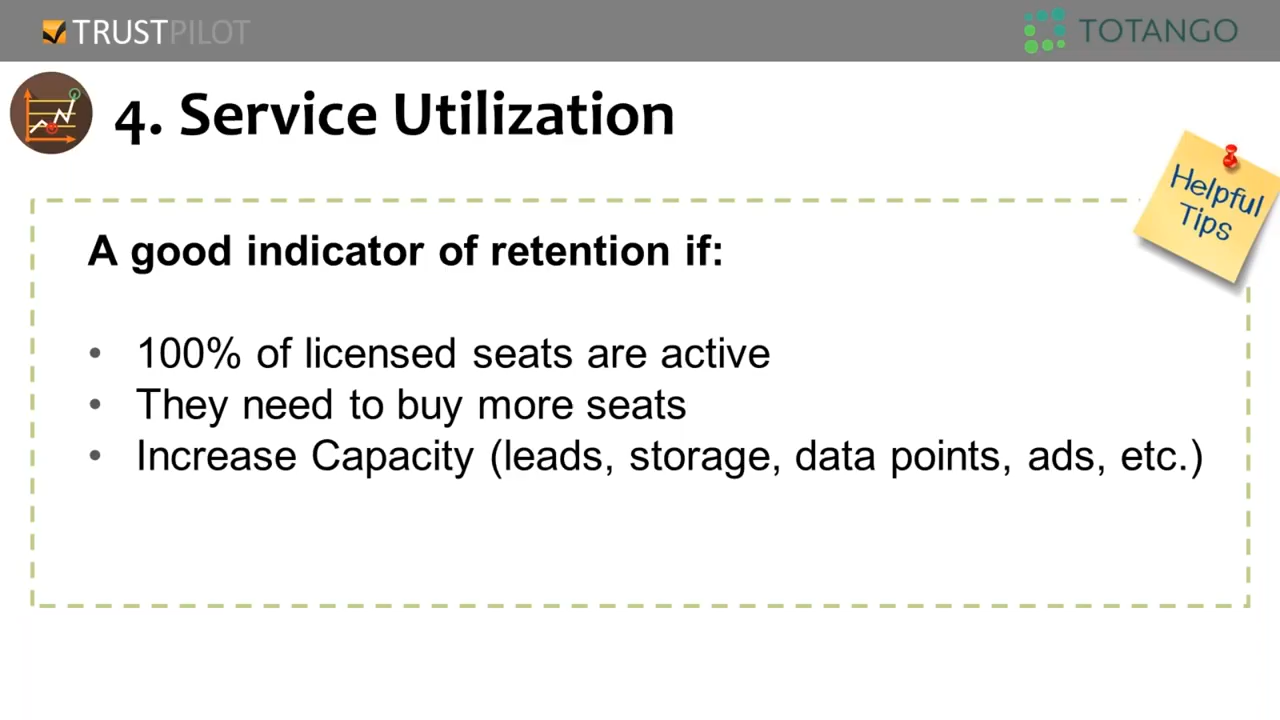 TRUSTPILOT
TOTANGO
4. Service Utilization
Helpful
Tips
A good indicator of retention if:
• 100% of licensed seats are active
• They need to buy more seats
• Increase Capacity (leads, storage, data points, ads, etc.)